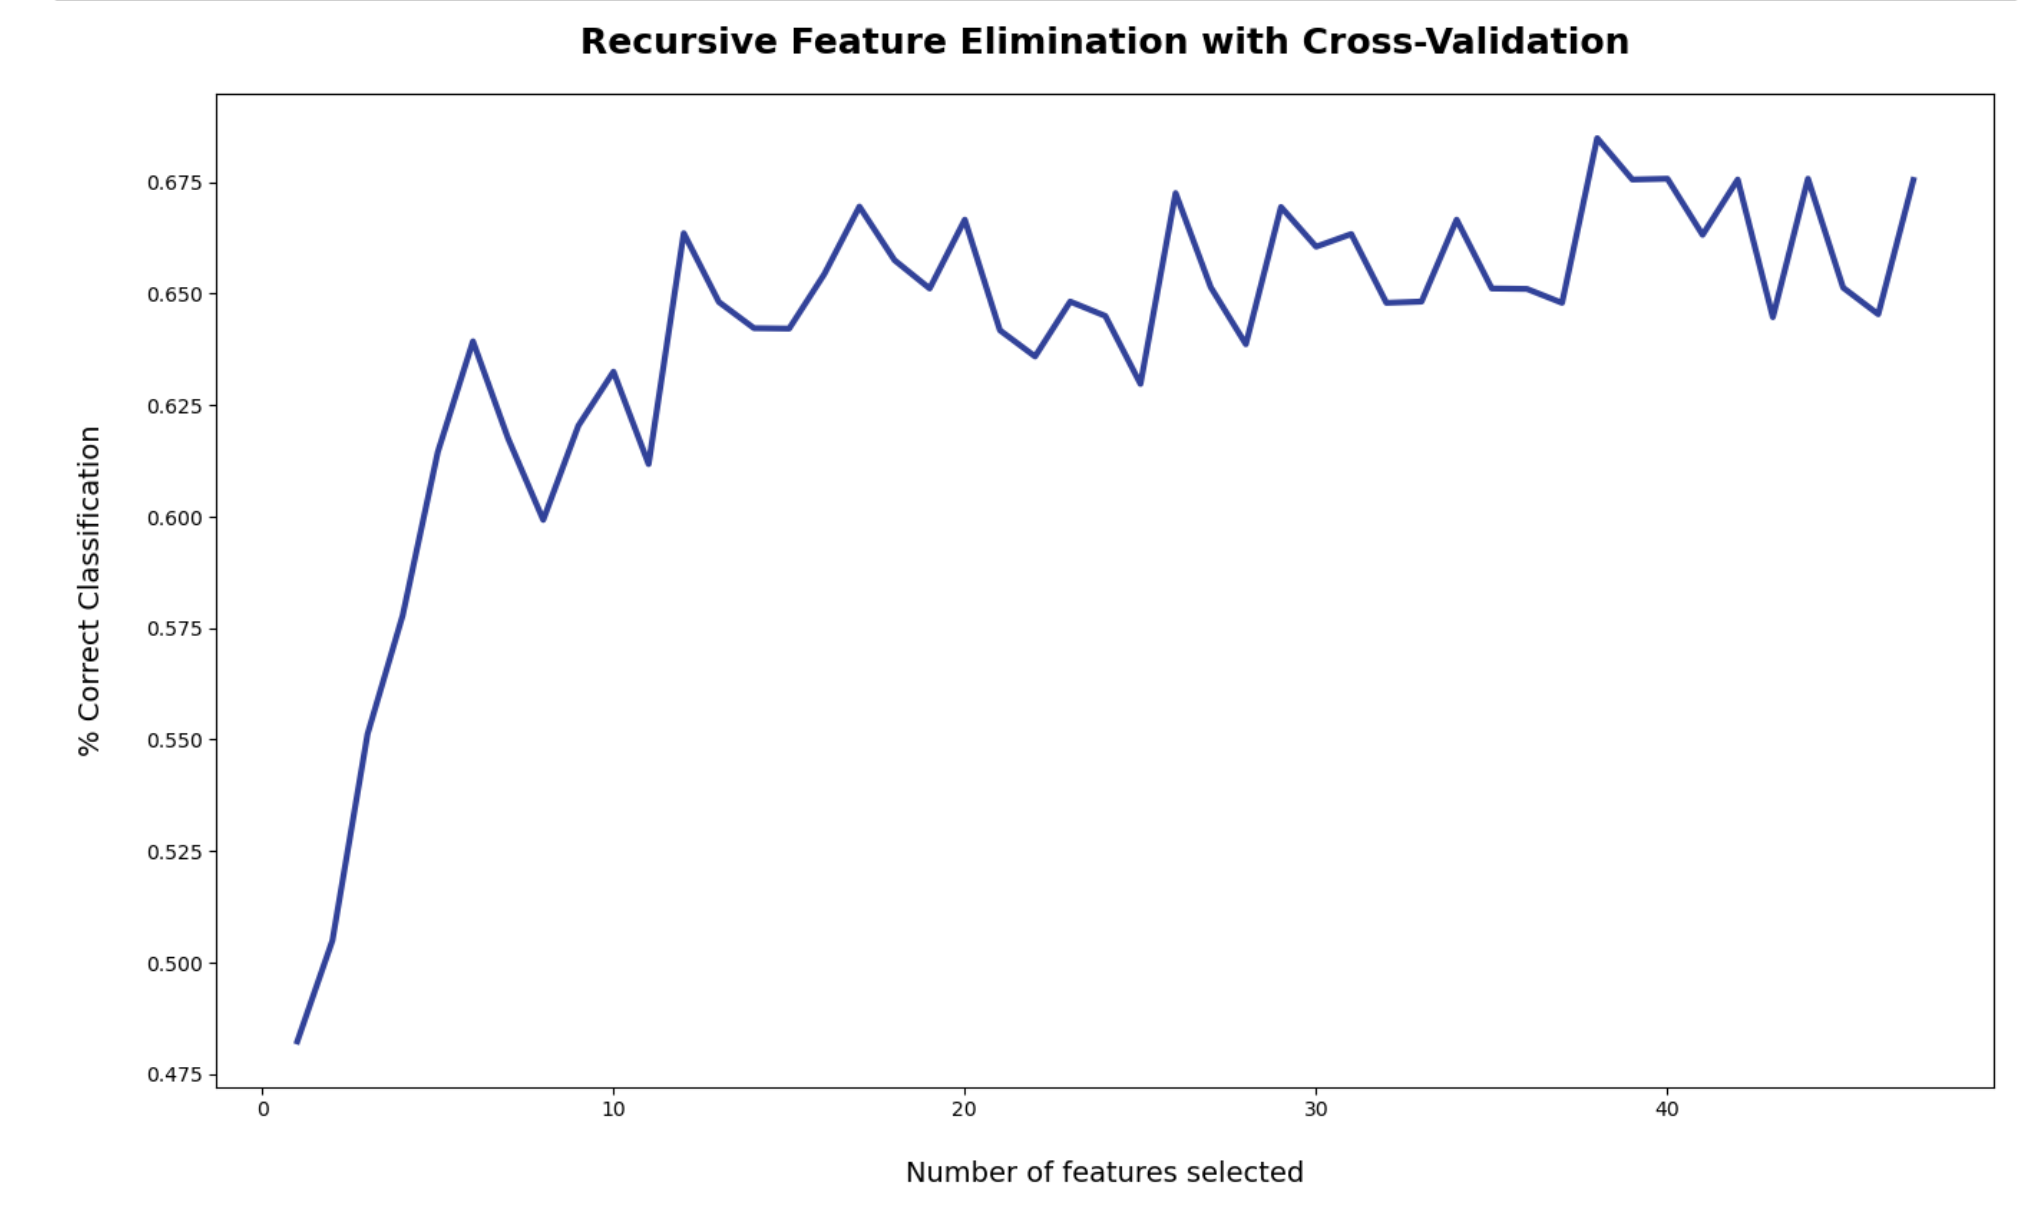 Recursive Feature Elimination with Cross-Validation
% Correct Classification
0.675
0.650
0.625
0.600
0.575
0.550
0.525
0.500
0.475
0 10 20 30 40
Number of features selected